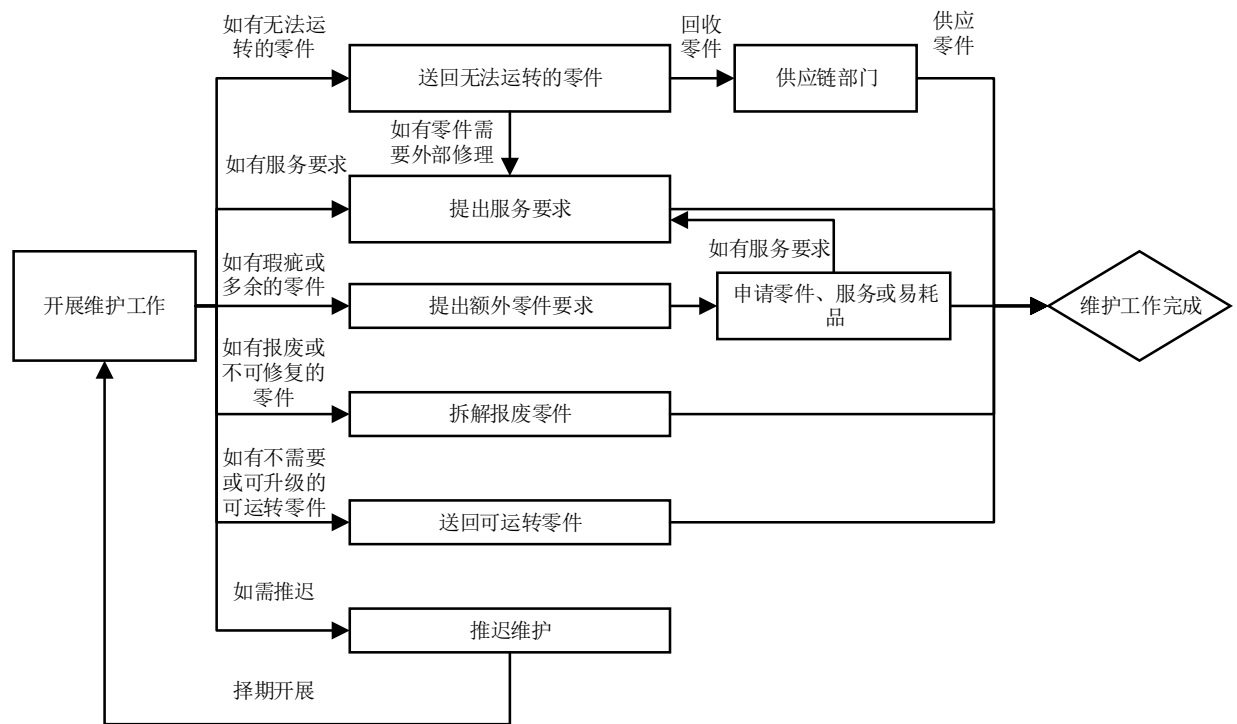 如有无法运
转的零件
回收
零件
供应
零件
送回无法运转的零件
供应链部门
如有零件需
要外部修理
如有服务要求
提出服务要求
如有服务要求
开展维护工作
如有瑕疵或
多余的零件
提出额外零件要求
申请零件、服务或易耗
品
维护工作完成
如有报废或
不可修复的
零件
拆解报废零件
如有不需要
或可升级的
可运转零件
送回可运转零件
如需推迟
推迟维护
择期开展